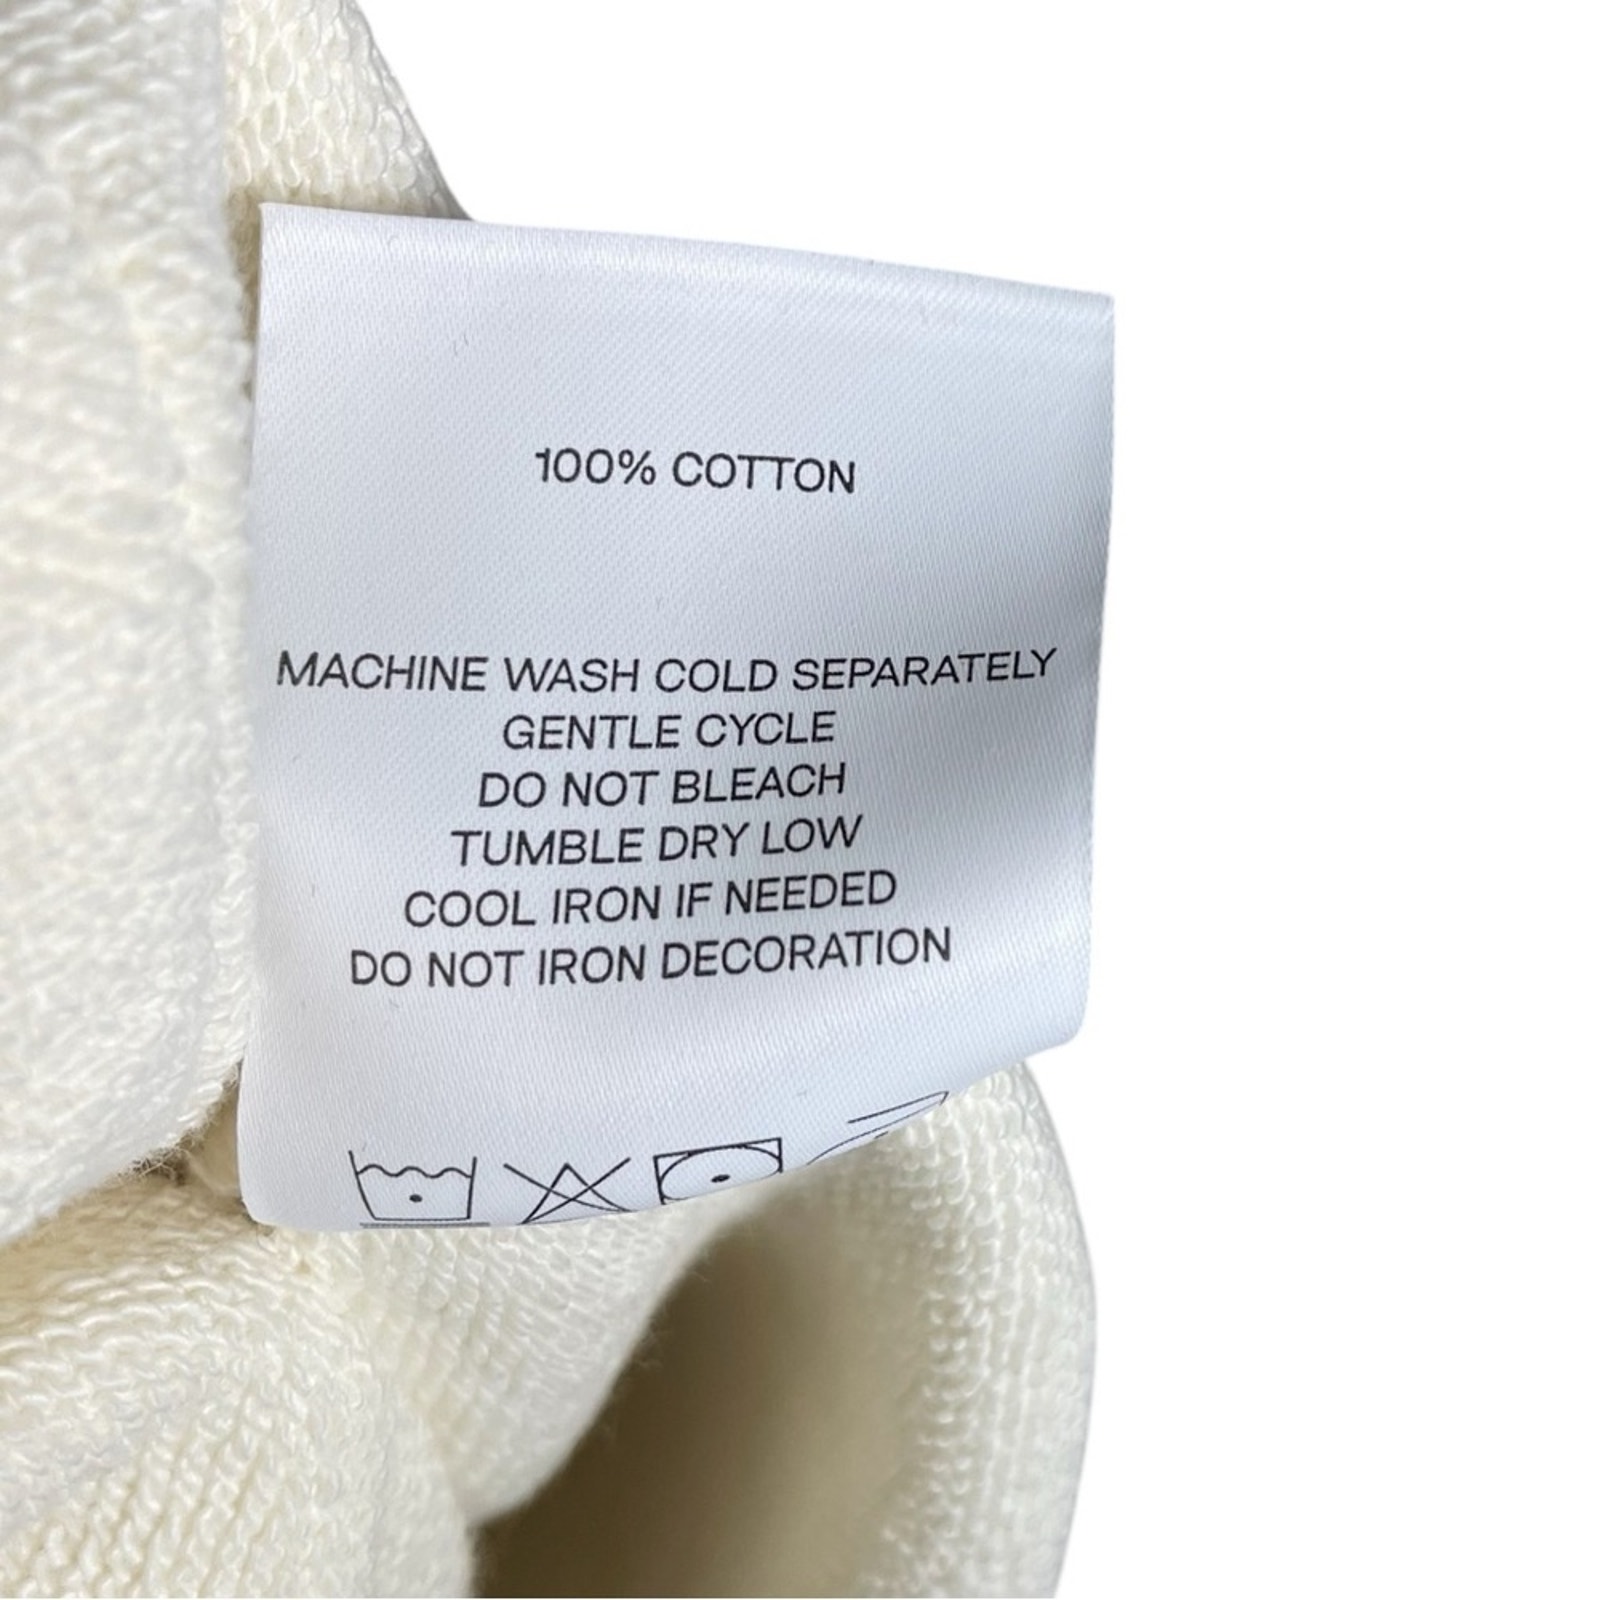 100% COTTON
MACHINE WASH COLD SEPARATELY
GENTLE CYCLE
DO NOT BLEACH
TUMBLE DRY LOW
COOL IRON IF NEEDED
DO NOT IRON DECORATION